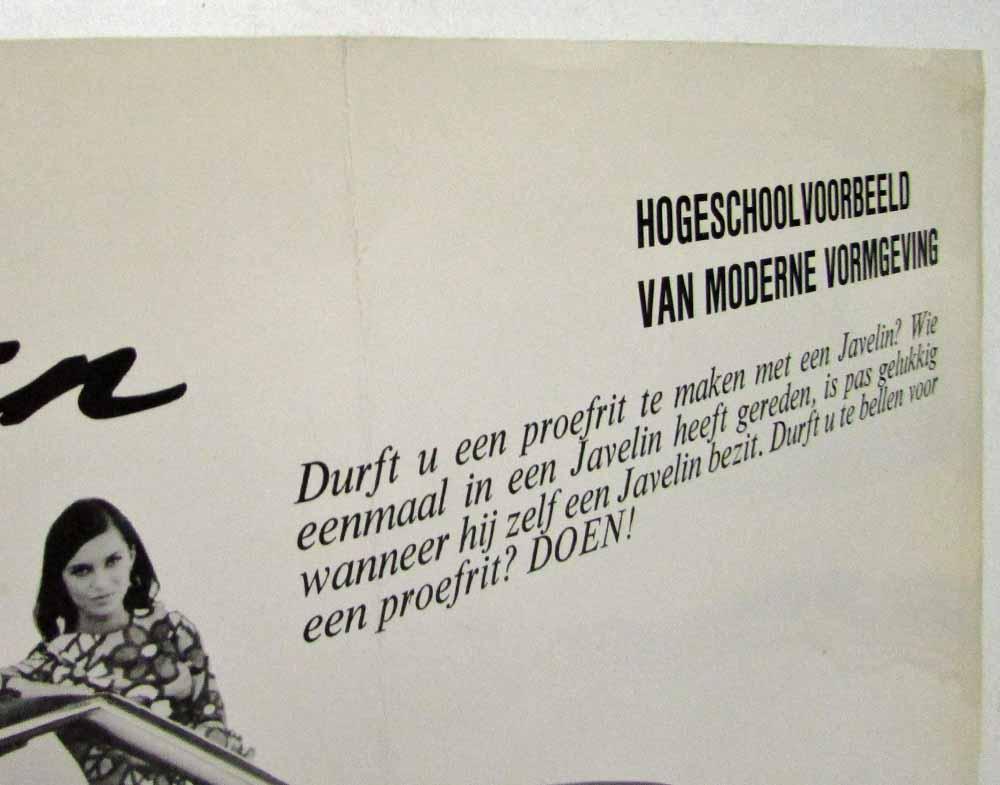 HOGESCHOOLVOORBEELD
VAN MODERNE VORMGEVING
Durft u een proefrit te maken met een Javelin? Wie
eenmaal in een Javelin heeft gereden, is pas gelukkig
wanneer hij zelf een Javelin bezit. Durft u te bellen voor
een proefrit? DOEN!